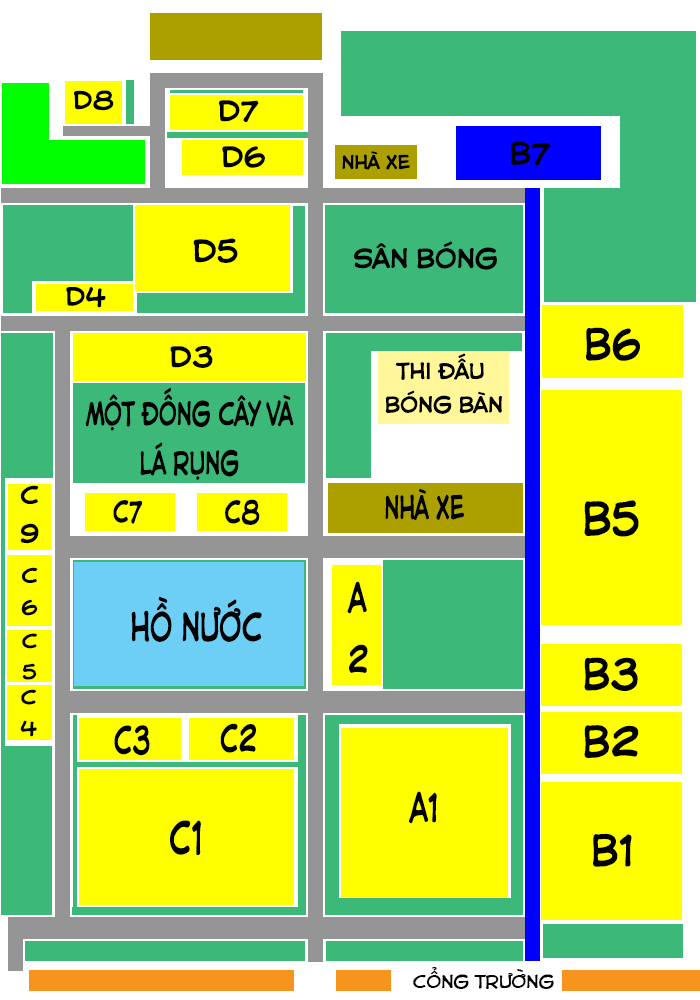 D8
D7
D6
NHÀ XE
B7
D5
SÂN BÓNG
D4
B6
D3
THI ĐẤU
BÓNG BÀN
MỘT ĐỐNG CÂY VÀ
LÁ RỤNG
C
9
C7
C8
NHÀ XE
B5
C
6
HỒ NƯỚC
A
2
C
5
B3
C
4
C3
C2
B2
C1
A1
B1
CỔNG TRƯỜNG